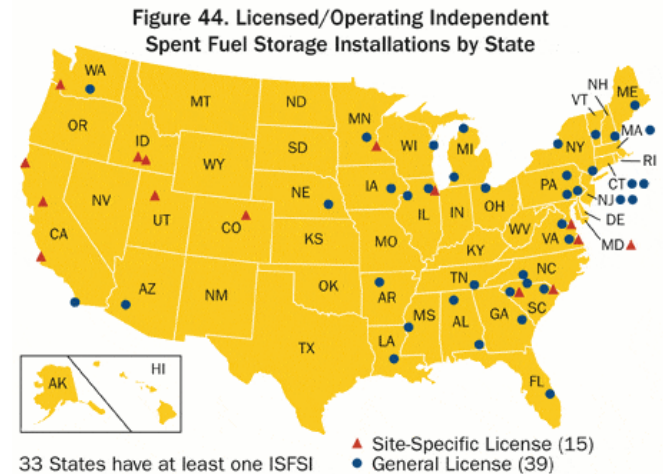 Figure 44. Licensed/Operating Independent
Spent Fuel Storage Installations by State
WA
MT
ND
MN
NH
VT
ME
OR
ID
SD
WI
MI
NY
MA
RI
WY
CT
NE
IA
PA
NJ
NV
UT
CO
IL
IN
OH
DE
WV
CA
KS
MO
VA
MD
KY
NC
AZ
NM
OK
AR
TN
SC
MS
AL
GA
TX
LA
AK
HI
FL
33 States have at least one ISFSI
Site-Specific License (15)
General License (39)